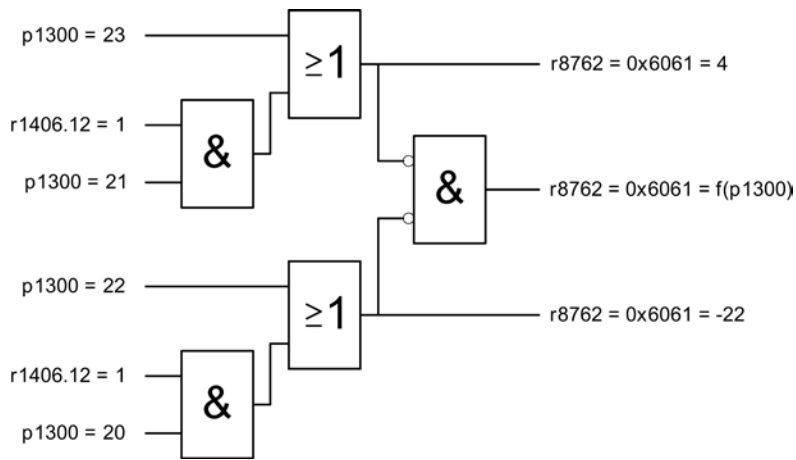 p1300 = 23
≥1
r8762 = 0x6061 = 4
r1406.12 = 1
&
p1300 = 21
&
r8762 = 0x6061 = f(p1300)
p1300 = 22
≥1
r8762 = 0x6061 = -22
r1406.12 = 1
&
p1300 = 20